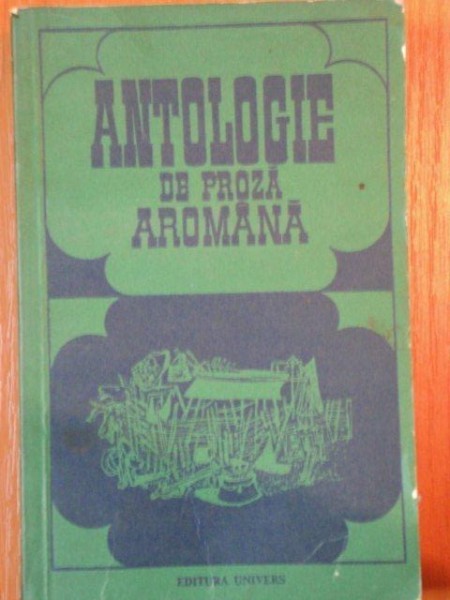 ANTOLOGIE
DE PROZĂ
AROMÂNĂ
EDITURA UNIVERS